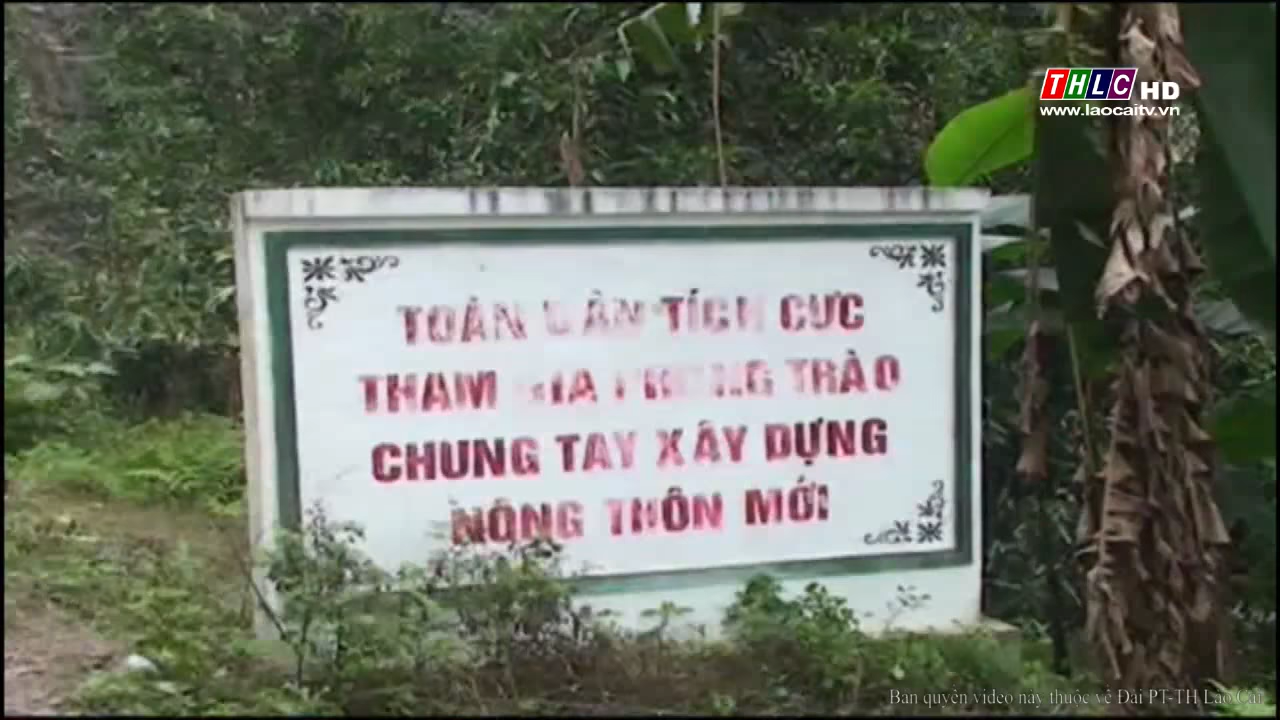 THLC HD
www.laocaitv.vn
TOÀN DÂN TÍCH CỰC
THAM GIA PHONG TRÀO
CHUNG TAY XÂY DỰNG
NÔNG THÔN MỚI
Bản quyền video này thuộc về Đài PT-TH Lào Cai